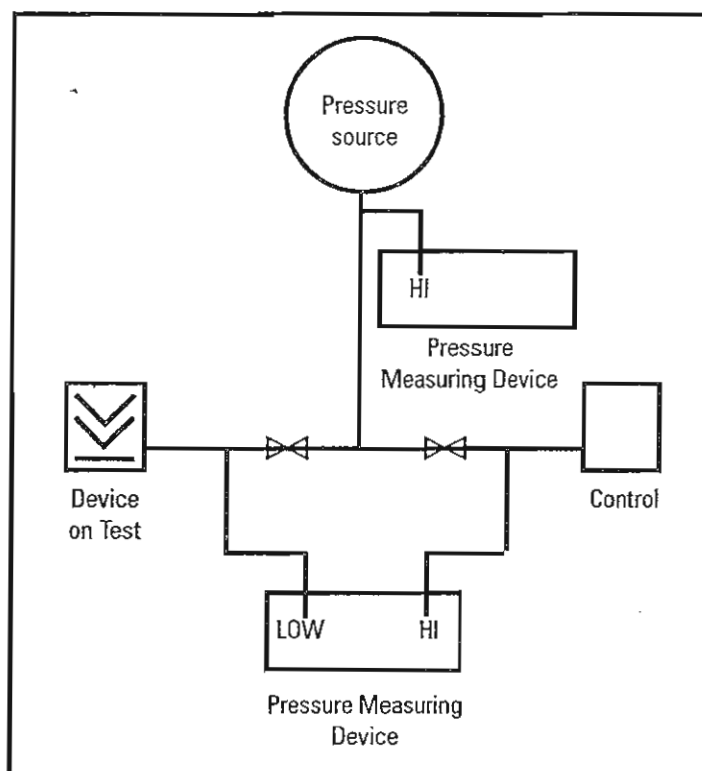 Pressure
source
HI
Pressure
Measuring Device
Device
on Test
Control
LOW
HI
Pressure Measuring
Device